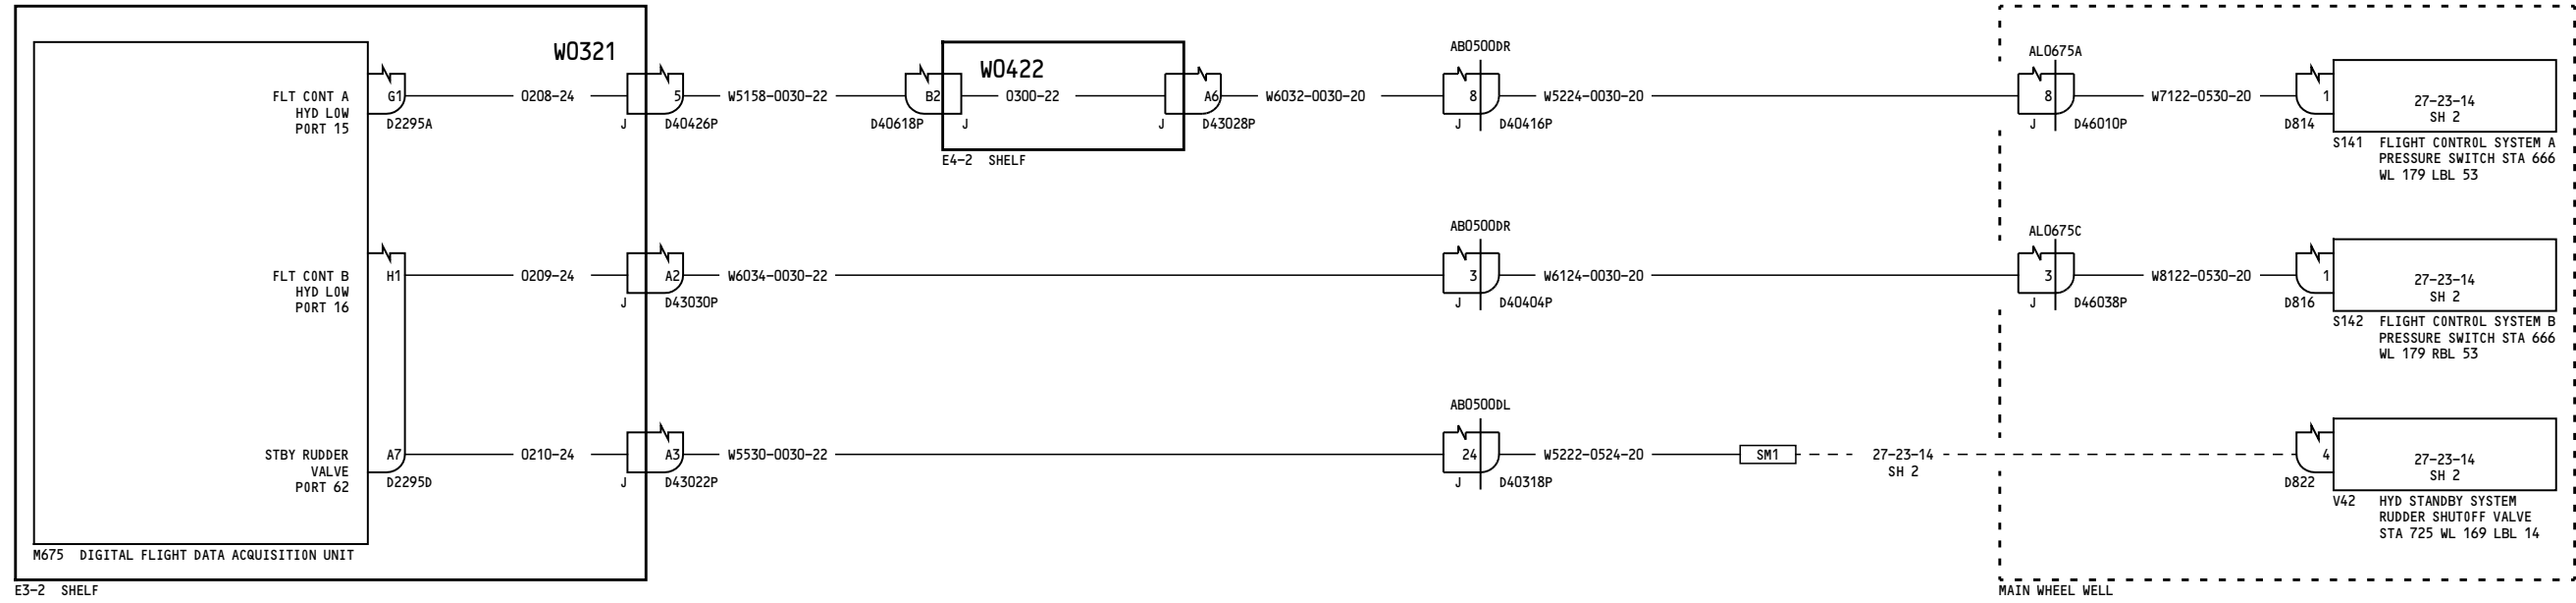 W0321
FLT CONT A
HYD LOW
PORT 15
G1
D2295A
0208-24
J
5
D40426P
W5158-0030-22
B2
D40618P
W0422
J
0300-22
J
E4-2 SHELF
A6
D43028P
W6032-0030-20
AB0500DR
8
J
D40416P
W5224-0030-20
AL0675A
8
J
D46010P
W7122-0530-20
1
D814
27-23-14
SH 2
S141 FLIGHT CONTROL SYSTEM A
PRESSURE SWITCH STA 666
WL 179 LBL 53
FLT CONT B
HYD LOW
PORT 16
H1
0209-24
J
A2
D43030P
W6034-0030-22
AB0500DR
3
J
D40404P
W6124-0030-20
AL0675C
3
J
D46038P
W8122-0530-20
1
D816
27-23-14
SH 2
S142 FLIGHT CONTROL SYSTEM B
PRESSURE SWITCH STA 666
WL 179 RBL 53
STBY RUDDER
VALVE
PORT 62
A7
D2295D
0210-24
J
A3
D43022P
W5530-0030-22
AB0500DL
24
J
D40318P
W5222-0524-20
SM1
27-23-14
SH 2
4
D822
27-23-14
SH 2
V42 HYD STANDBY SYSTEM
RUDDER SHUTOFF VALVE
STA 725 WL 169 LBL 14
M675 DIGITAL FLIGHT DATA ACQUISITION UNIT
E3-2 SHELF
MAIN WHEEL WELL